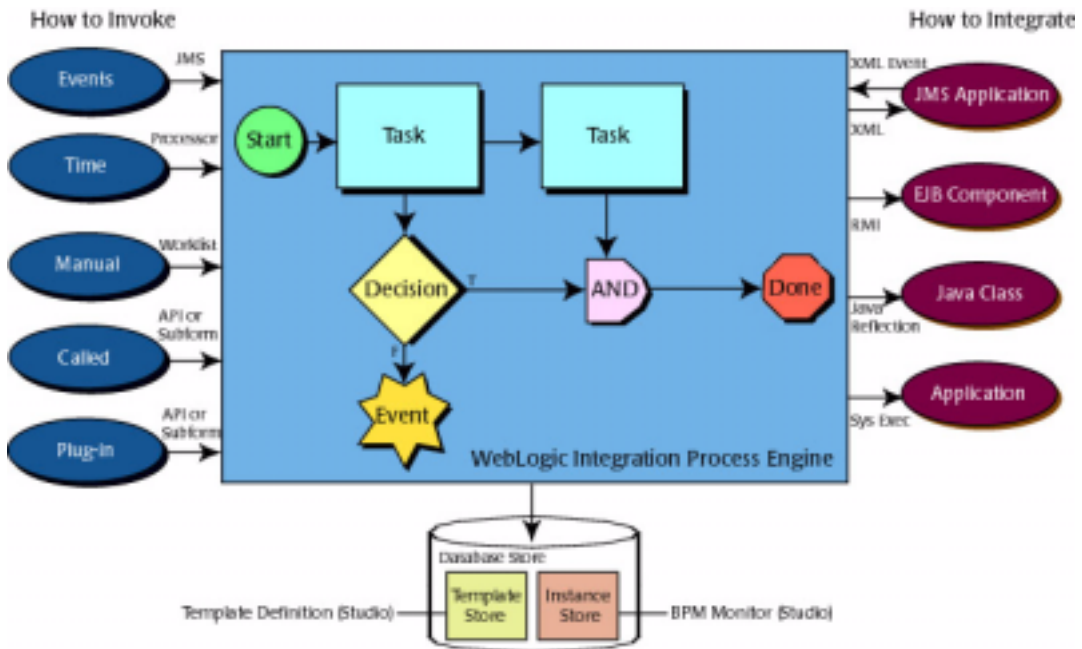 How to Invoke
How to Integrate
Events
JMS
Time
Processor
Manual
Worklist
Called
API or
Subform
Plug-in
API or
Subform
Start
Task
Task
Decision
T
AND
Done
F
Event
WebLogic Integration Process Engine
XML Event
JMS Application
XML
EJB Component
RMI
Java Class
Java
Reflection
Application
Sys Exec
Database Store
Template
Store
Instance
Store
Template Definition (Studio)
BPM Monitor (Studio)